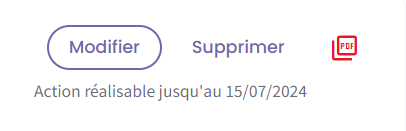 Modifier Supprimer PDF
Action réalisable jusqu'au 15/07/2024